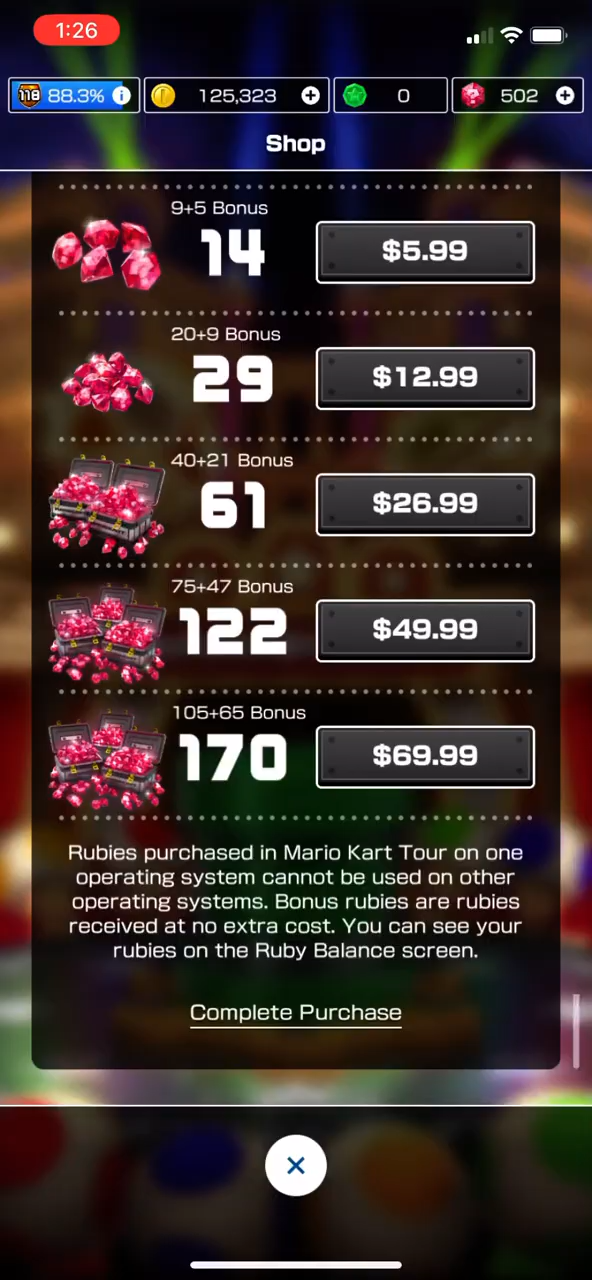 1:26
118 88.3% i 125,323 + 0 502 +
Shop
9+5 Bonus
14 $5.99
20+9 Bonus
29 $12.99
40+21 Bonus
61 $26.99
75+47 Bonus
122 $49.99
105+65 Bonus
170 $69.99
Rubies purchased in Mario Kart Tour on one
operating system cannot be used on other
operating systems. Bonus rubies are rubies
received at no extra cost. You can see your
rubies on the Ruby Balance screen.
Complete Purchase